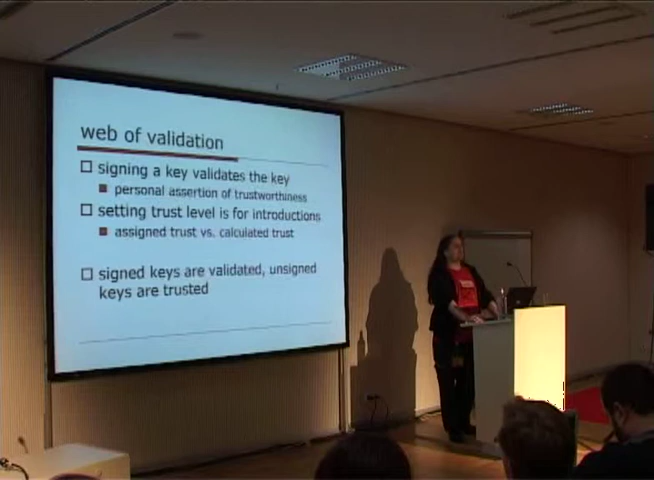 web of validation
signing a key validates the key
personal assertion of trustworthiness
setting trust level is for introductions
assigned trust vs. calculated trust
signed keys are validated, unsigned
keys are trusted